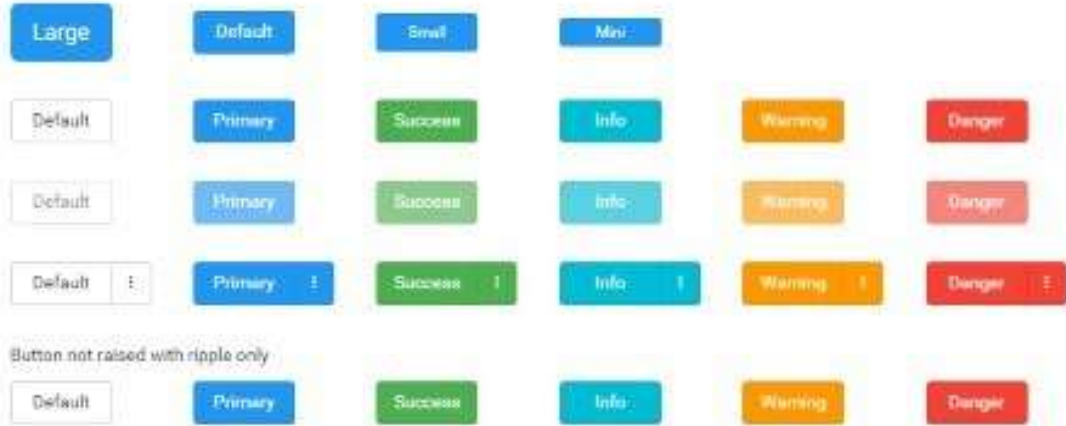 Large Default Small Mini
Default Primary Success Info Warning Danger
Default Primary Success Info Warning Danger
Default Primary Success Info Warning Danger
Button not raised with ripple only
Default Primary Success Info Warning Danger